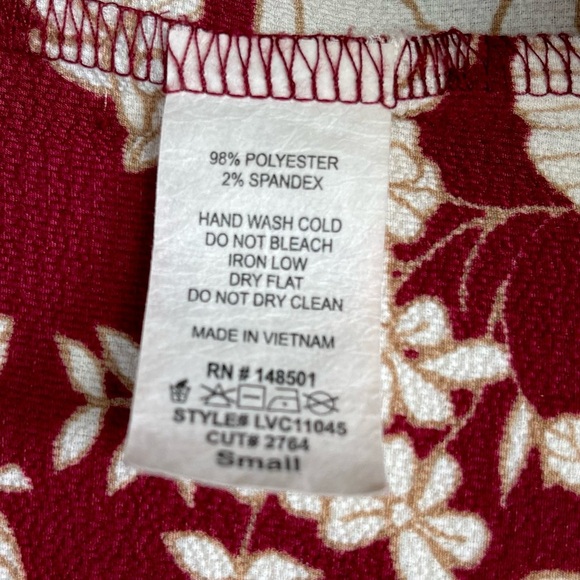 98% POLYESTER
2% SPANDEX
HAND WASH COLD
DO NOT BLEACH
IRON LOW
DRY FLAT
DO NOT DRY CLEAN
MADE IN VIETNAM
RN # 148501
STYLE# LVC11045
CUT# 2764
Small